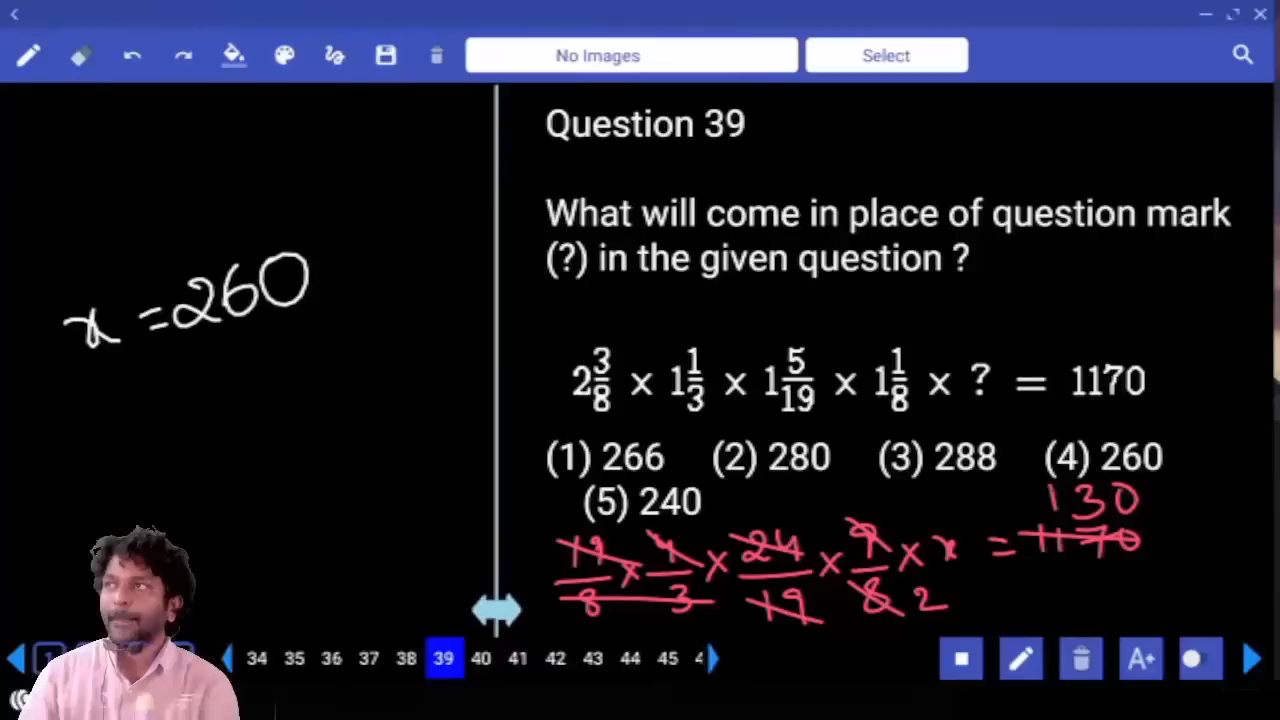 No Images Select
Question 39
What will come in place of question mark
(?) in the given question ?
2 3/8 × 1 1/3 × 1 5/19 × 1 1/8 × ? = 1170
(1) 266 (2) 280 (3) 288 (4) 260
(5) 240
130
19/8 × 4/3 × 24/19 × 9/8 × x = 1170
2
x = 260
34 35 36 37 38 39 40 41 42 43 44 45 4
A+